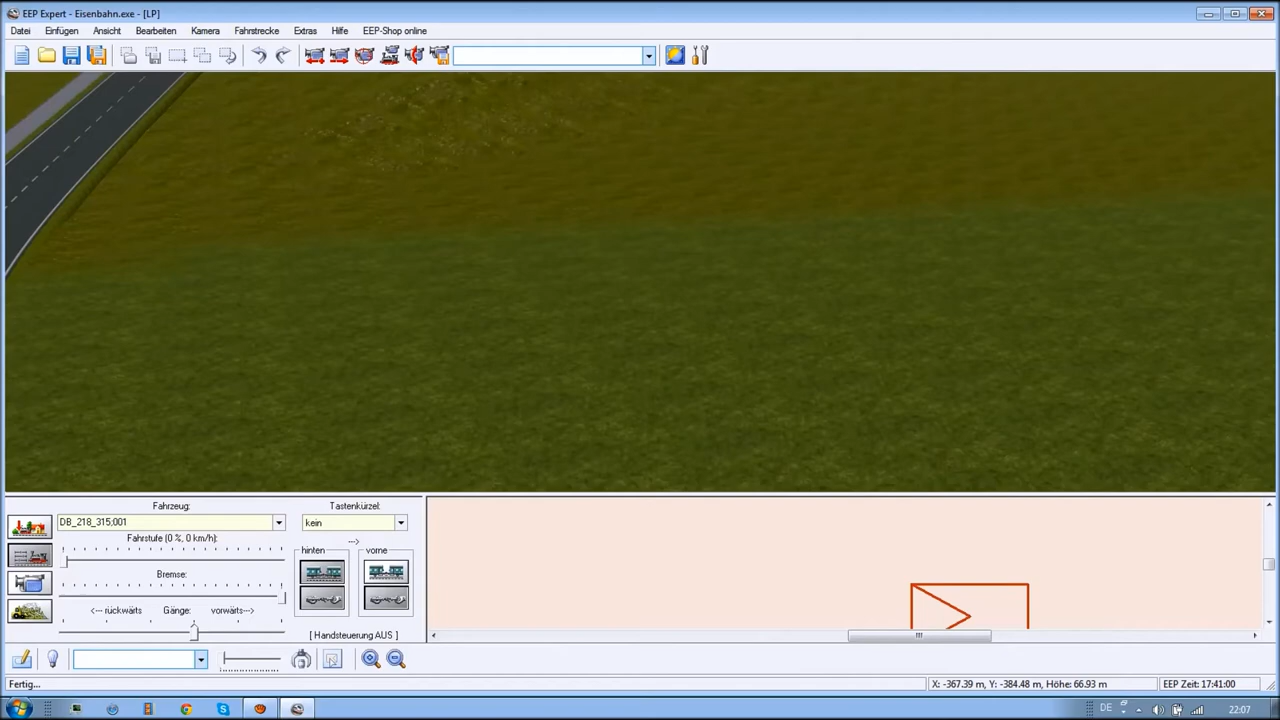 EEP Expert - Eisenbahn.exe - [LP]
Datei Einfügen Ansicht Bearbeiten Kamera Fahrstrecke Extras Hilfe EEP-Shop online
Fahrzeug: Tastenkürzel:
DB_218_315:001 kein
Fahrstufe (0 %, 0 km/h): --->
hinten vorne
Bremse:
<--- rückwärts Gänge: vorwärts--->
[ Handsteuerung AUS ]
Fertig... X: -367.39 m, Y: -384.48 m, Höhe: 66.93 m EEP Zeit: 17:41:00
DE 22:07